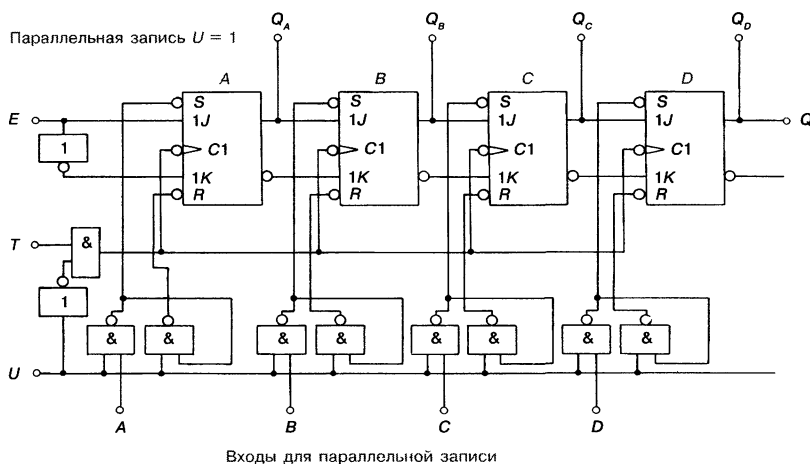 Q_A Q_B Q_C Q_D
Параллельная запись U = 1
A B C D
S S S S
E 1J 1J 1J 1J Q
1 C1 C1 C1 C1
1K 1K 1K 1K
R R R R
T &
1
& & & & & & & &
U
A B C D
Входы для параллельной записи